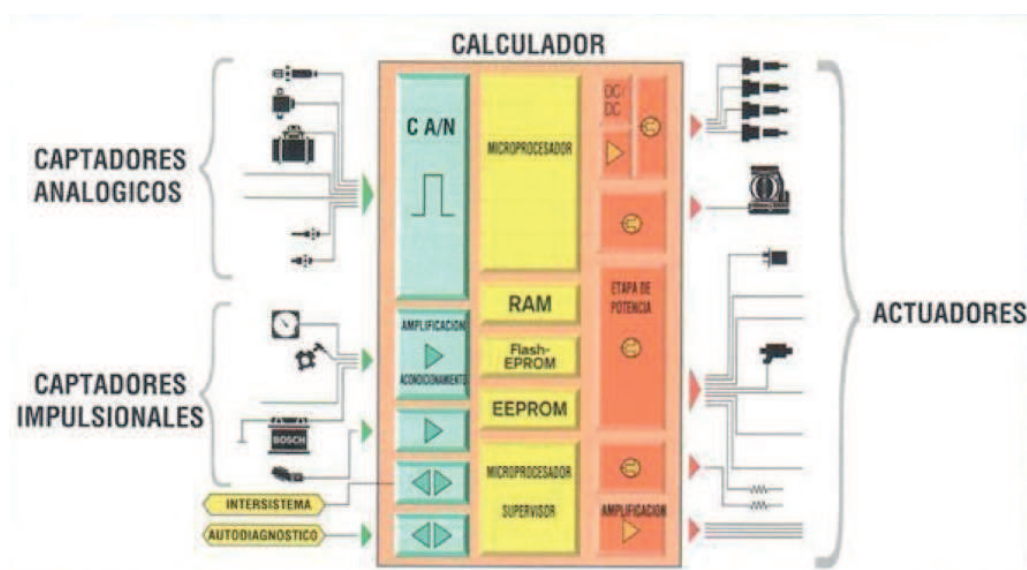 CALCULADOR
CAPTADORES
ANALOGICOS
C A/N
MICROPROCESADOR
DC/
DC
RAM
Flash-
EPROM
EEPROM
MICROPROCESADOR
SUPERVISOR
ETAPA DE
POTENCIA
AMPLIFICACION
ACTUADORES
AMPLIFICACION
ACONDICIONAMIENTO
CAPTADORES
IMPULSIONALES
BOSCH
INTERSISTEMA
AUTODIAGNOSTICO